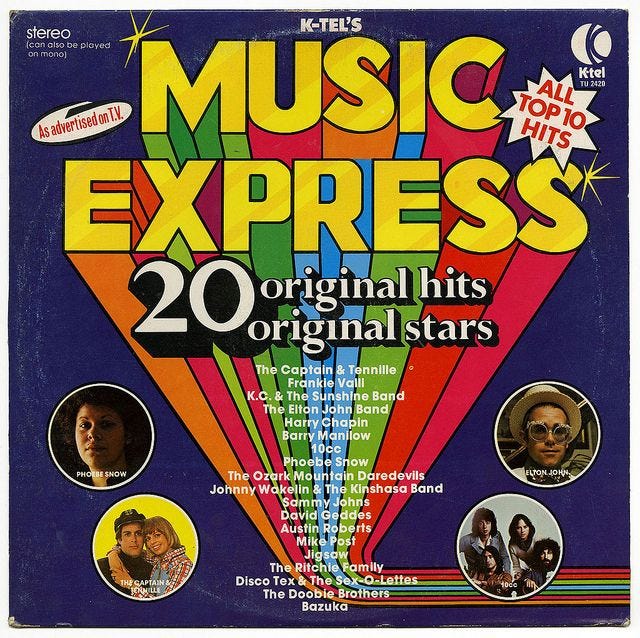 K-TEL'S
stereo
(can also be played
on mono)
MUSIC
K-tel
TU 2420
As advertised on T.V.
ALL
TOP 10
HITS
EXPRESS
20 original hits
original stars
The Captain & Tennille
Frankie Valli
K.C. & The Sunshine Band
The Elton John Band
Harry Chapin
Barry Manilow
10cc
Phoebe Snow
The Ozark Mountain Daredevils
Johnny Wakelin & The Kinshasa Band
Sammy Johns
David Geddes
Austin Roberts
Mike Post
Jigsaw
The Ritchie Family
Disco Tex & The Sex-O-Lettes
The Doobie Brothers
Bazuka
PHOEBE SNOW
ELTON JOHN
THE CAPTAIN &
TENNILLE
10cc